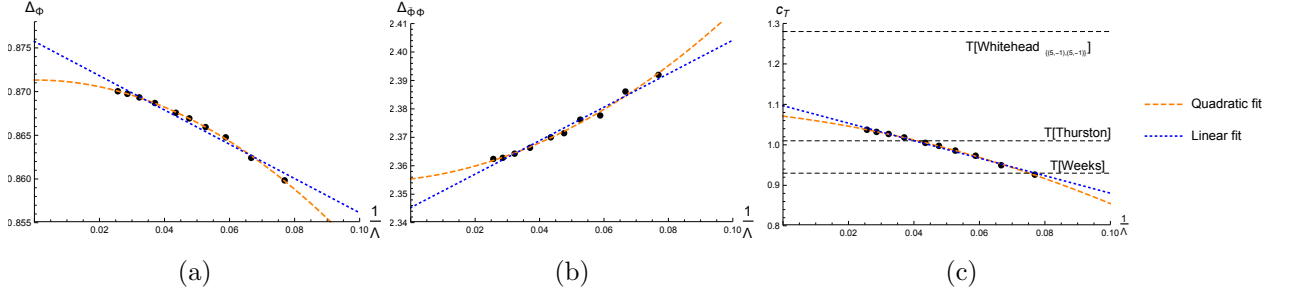 Δ_Φ
0.875
0.870
0.865
0.860
0.855
0.02 0.04 0.06 0.08 0.10
1/Λ
(a)
Δ_Φ̄Φ
2.41
2.40
2.39
2.38
2.37
2.36
2.35
2.34
0.02 0.04 0.06 0.08 0.10
1/Λ
(b)
c_T
1.3
1.2
1.1
1.0
0.9
0.8
T[Whitehead {(5,-1),(5,-1)}]
T[Thurston]
T[Weeks]
0.02 0.04 0.06 0.08 0.10
1/Λ
(c)
Quadratic fit
Linear fit